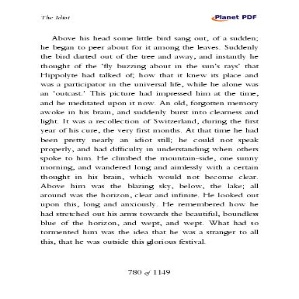 The Idiot
Planet PDF
Above his head some little bird sang out, of a sudden;
he began to peer about for it among the leaves. Suddenly
the bird darted out of the tree and away, and instantly he
thought of the 'fly buzzing about in the sun's rays' that
Hippolyte had talked of; how that it knew its place and
was a participator in the universal life, while he alone was
an 'outcast.' This picture had impressed him at the time,
and he meditated upon it now. An old, forgotten memory
awoke in his brain, and suddenly burst into clearness and
light. It was a recollection of Switzerland, during the first
year of his cure, the very first months. At that time he had
been pretty nearly an idiot still; he could not speak
properly, and had difficulty in understanding when others
spoke to him. He climbed the mountain-side, one sunny
morning, and wandered long and aimlessly with a certain
thought in his brain, which would not become clear.
Above him was the blazing sky, below, the lake; all
around was the horizon, clear and infinite. He looked out
upon this, long and anxiously. He remembered how he
had stretched out his arms towards the beautiful, boundless
blue of the horizon, and wept, and wept. What had so
tormented him was the idea that he was a stranger to all
this, that he was outside this glorious festival.
780 of 1149